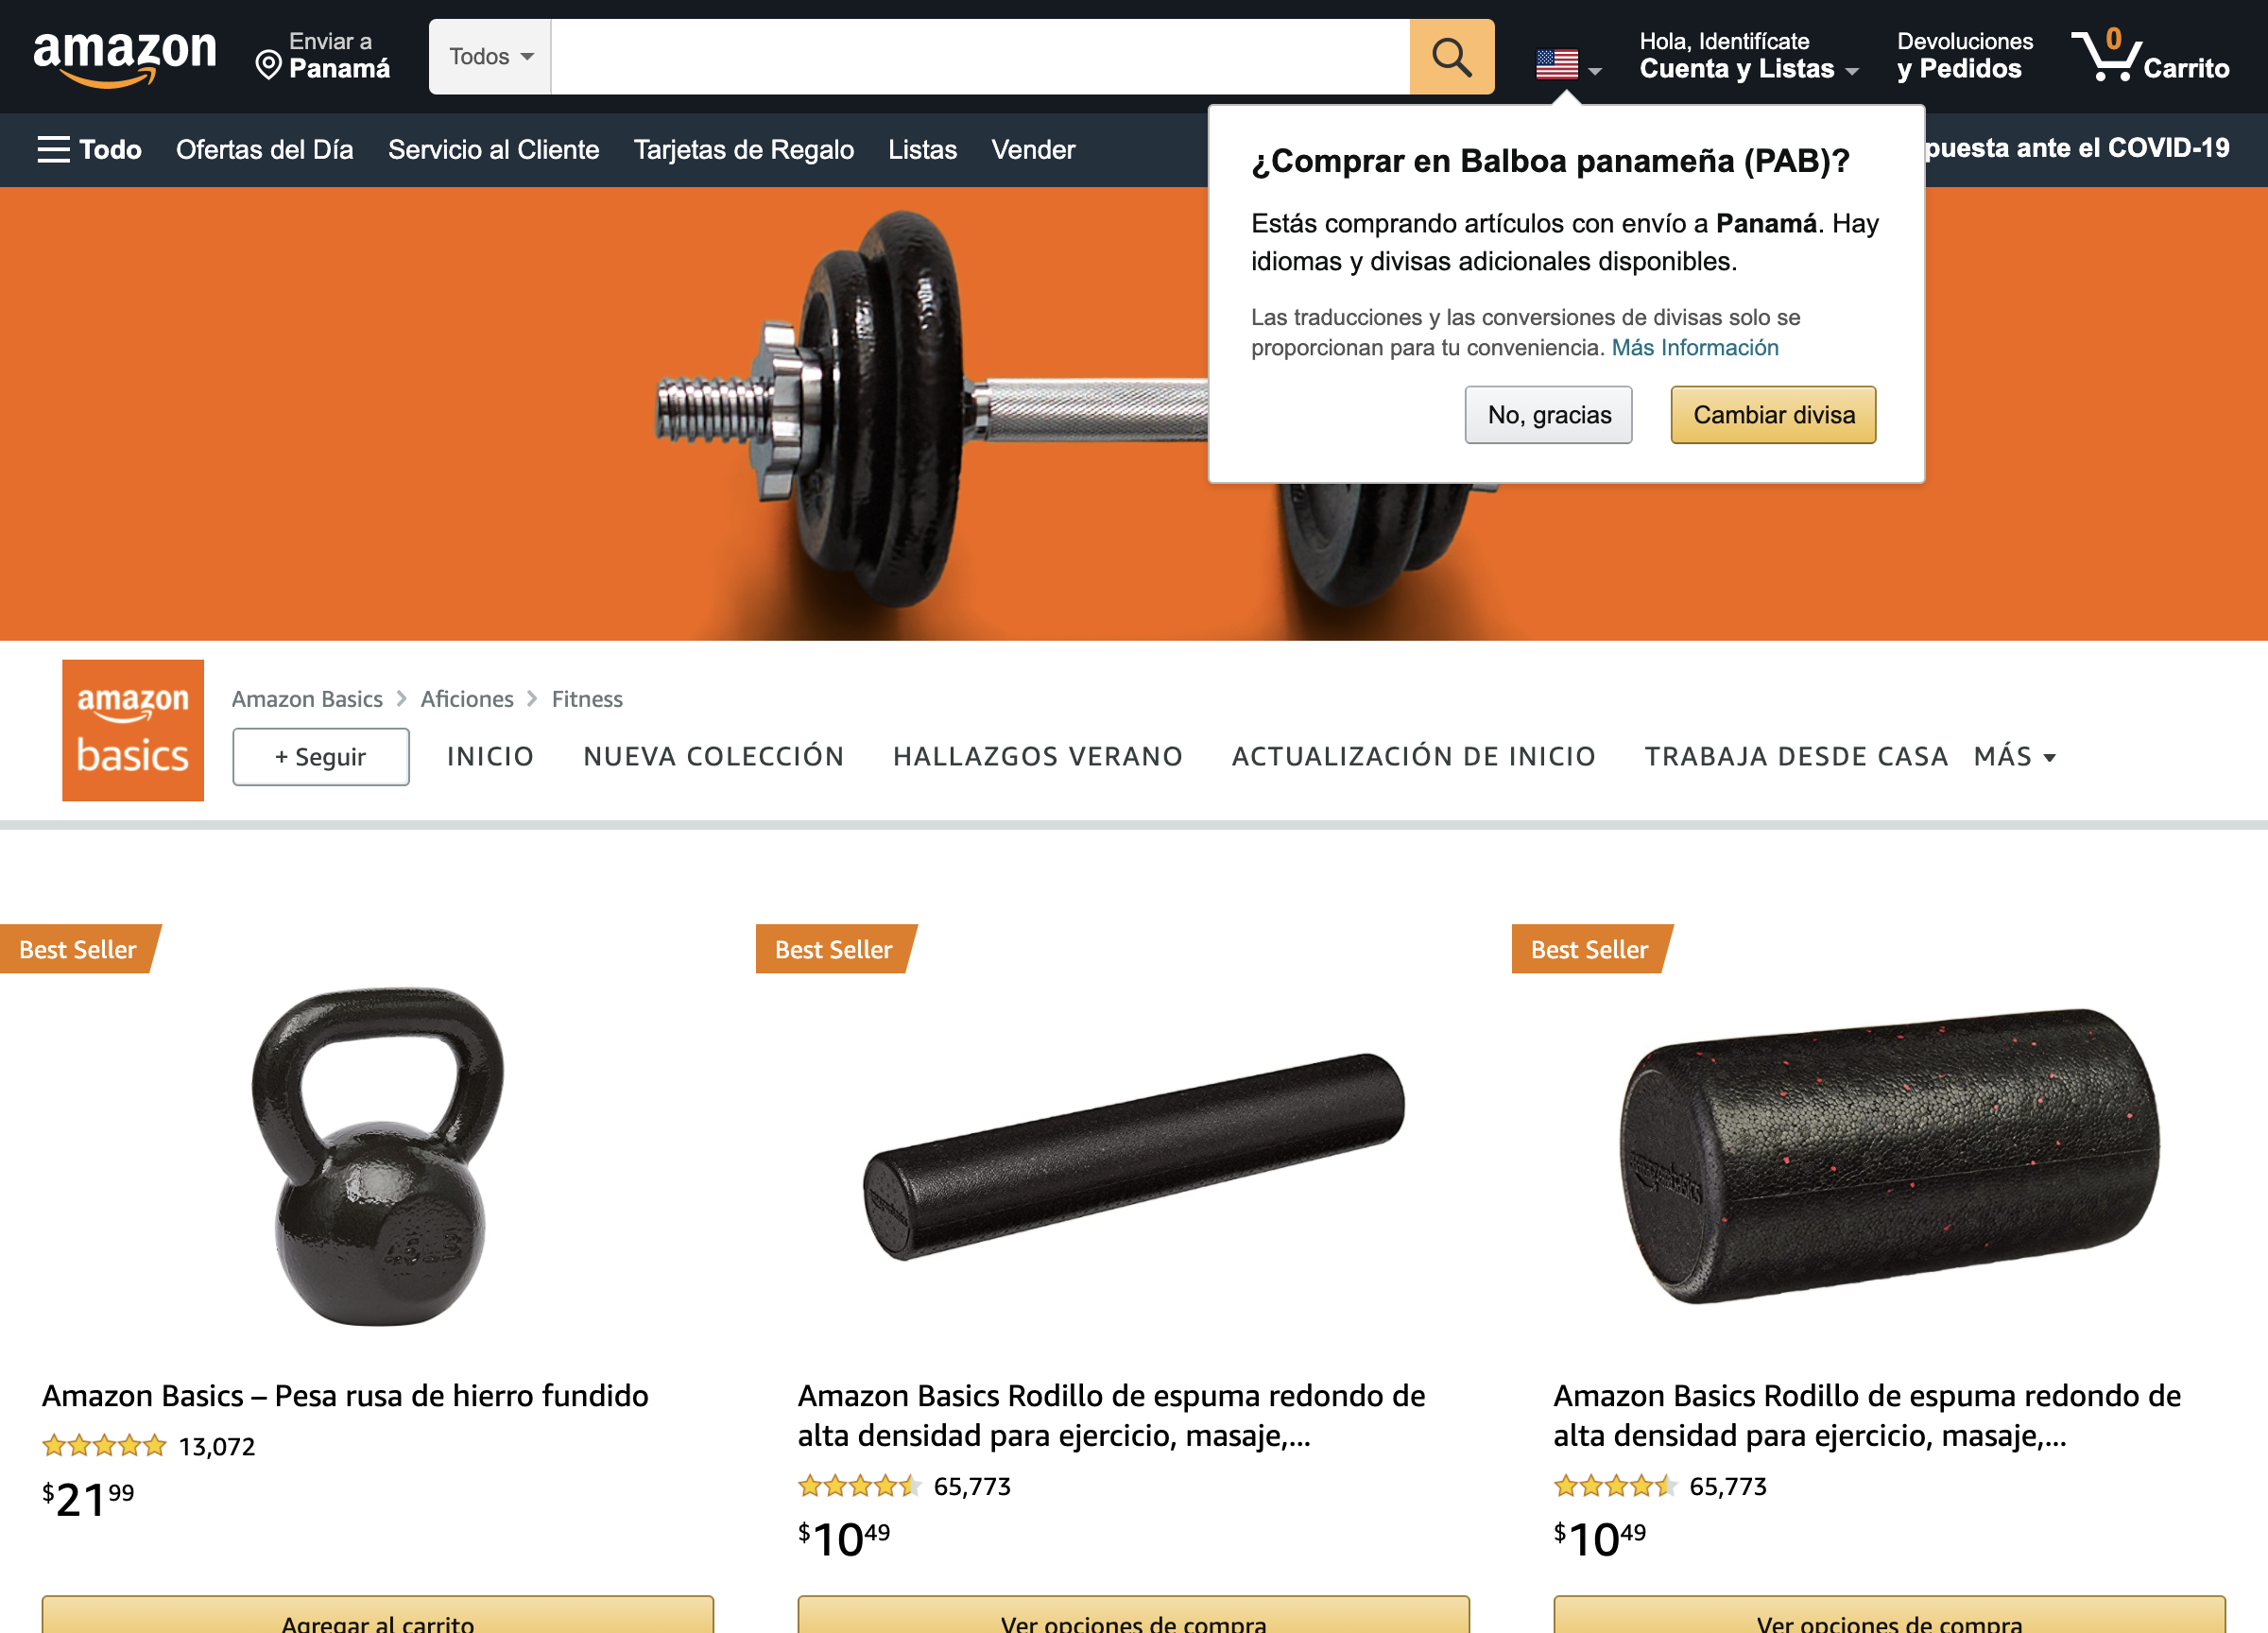 amazon
Enviar a
Panamá
Todos
Hola, Identifícate
Cuenta y Listas
Devoluciones
y Pedidos
0
Carrito
Todo
Ofertas del Día
Servicio al Cliente
Tarjetas de Regalo
Listas
Vender
puesta ante el COVID-19
¿Comprar en Balboa panameña (PAB)?
Estás comprando artículos con envío a Panamá. Hay
idiomas y divisas adicionales disponibles.
Las traducciones y las conversiones de divisas solo se
proporcionan para tu conveniencia. Más Información
No, gracias
Cambiar divisa
amazon
basics
Amazon Basics > Aficiones > Fitness
+ Seguir
INICIO
NUEVA COLECCIÓN
HALLAZGOS VERANO
ACTUALIZACIÓN DE INICIO
TRABAJA DESDE CASA
MÁS
Best Seller
Amazon Basics – Pesa rusa de hierro fundido
13,072
$21.99
Agregar al carrito
Best Seller
Amazon Basics Rodillo de espuma redondo de
alta densidad para ejercicio, masaje,...
65,773
$10.49
Ver opciones de compra
Best Seller
Amazon Basics Rodillo de espuma redondo de
alta densidad para ejercicio, masaje,...
65,773
$10.49
Ver opciones de compra